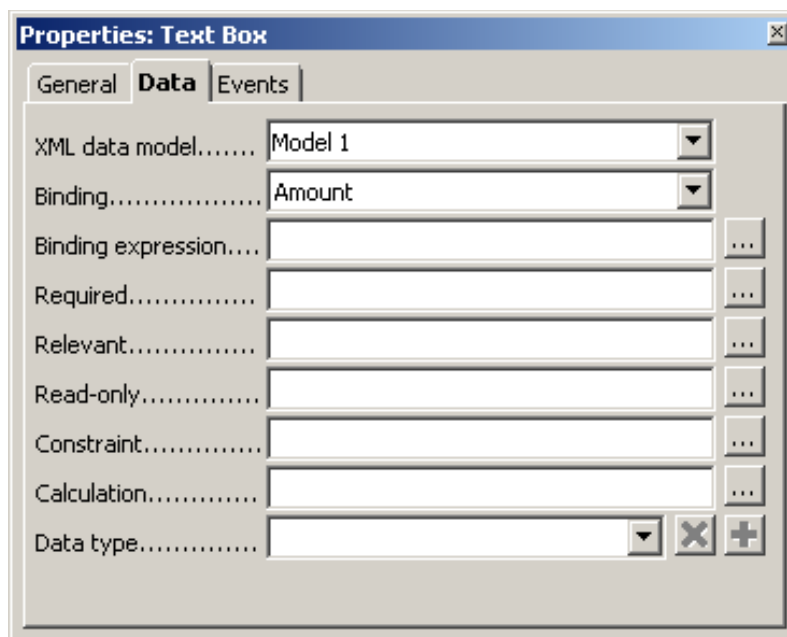 Properties: Text Box
General Data Events
XML data model....... Model 1
Binding.................. Amount
Binding expression.... ...
Required............... ...
Relevant............... ...
Read-only.............. ...
Constraint.............. ...
Calculation............. ...
Data type..............